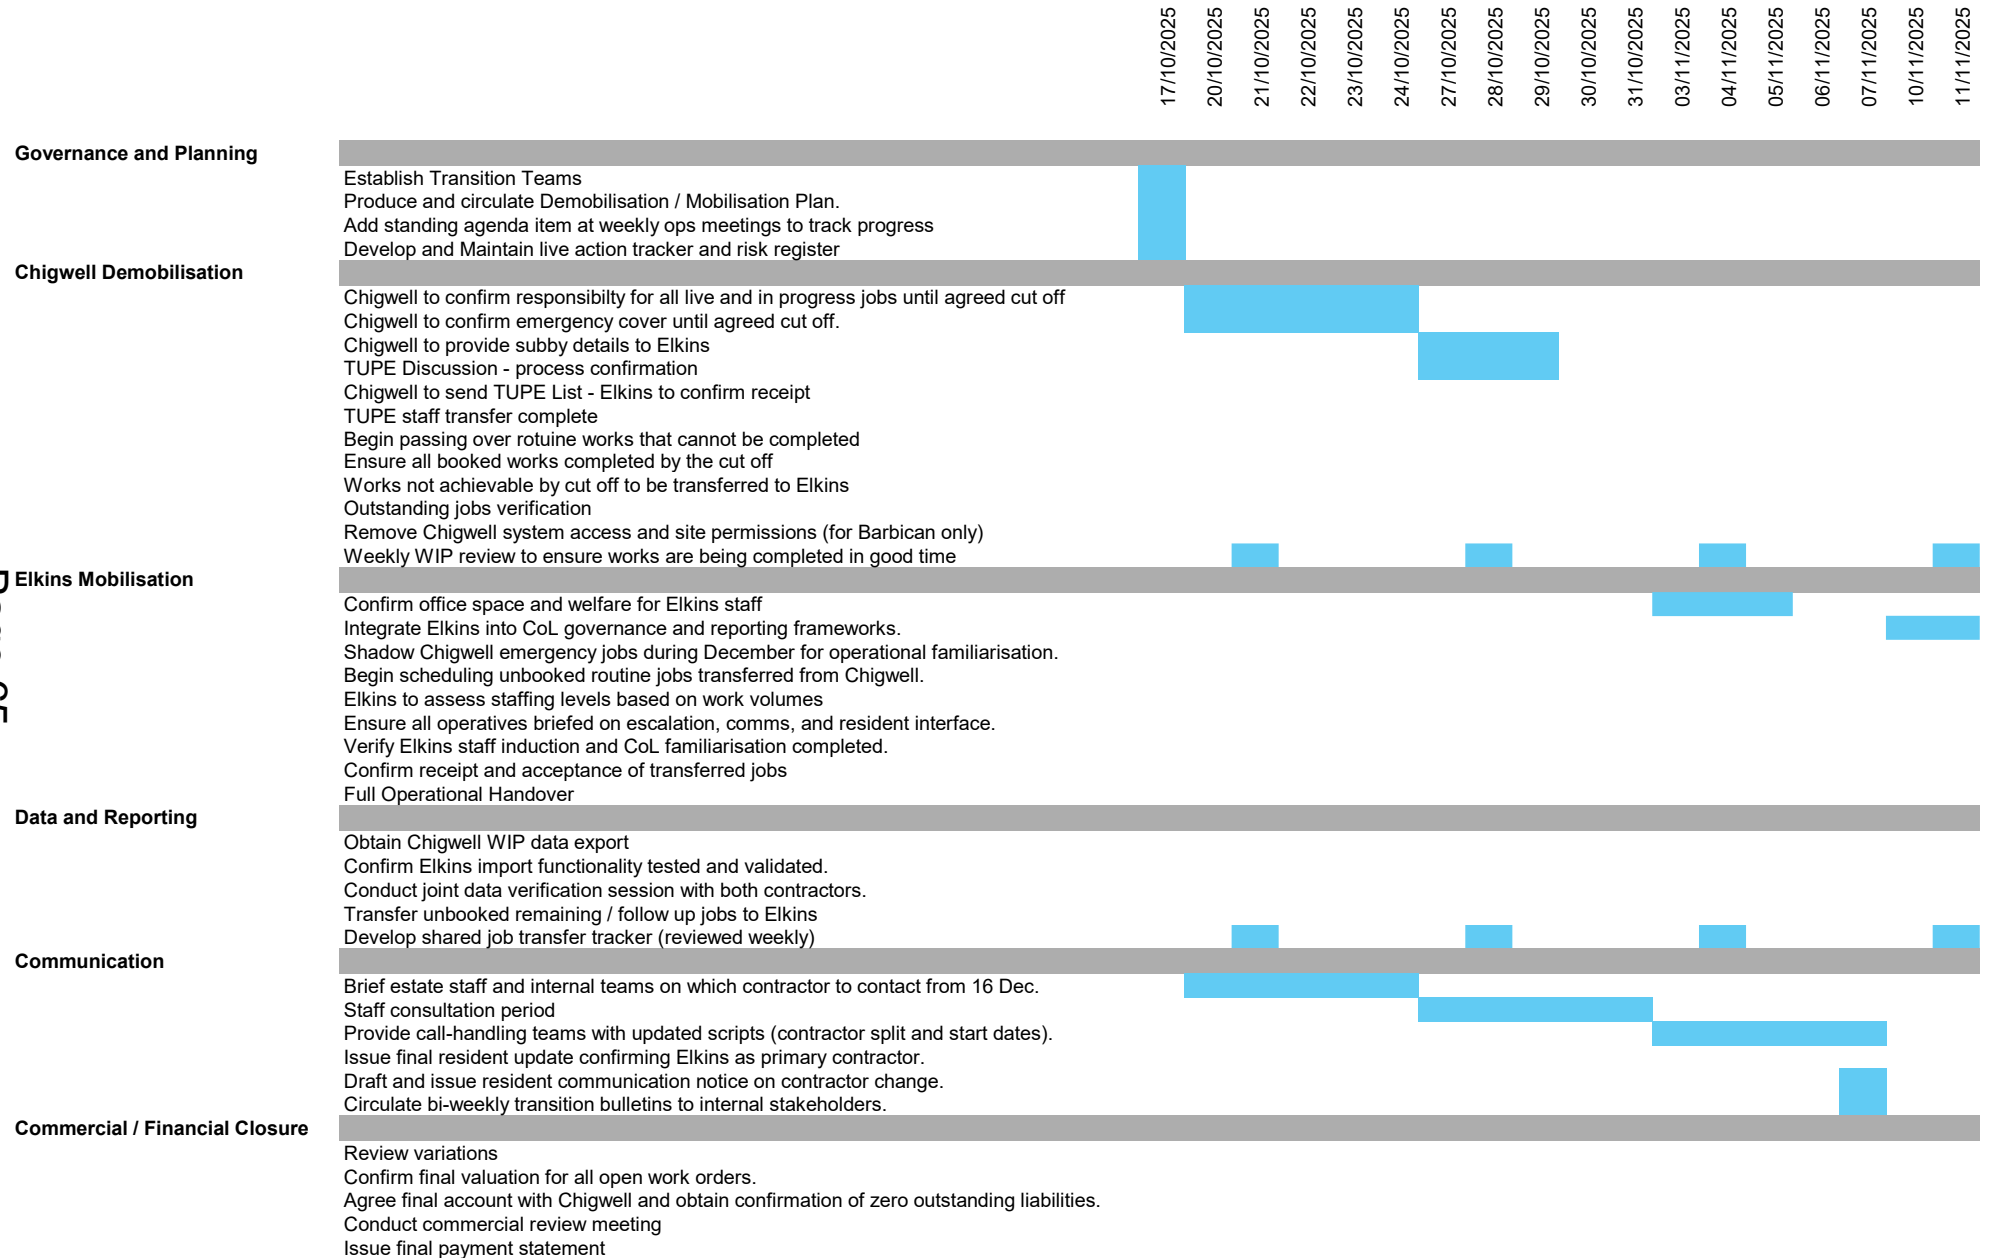 17/10/2025 20/10/2025 21/10/2025 22/10/2025 23/10/2025 24/10/2025 27/10/2025 28/10/2025 29/10/2025 30/10/2025 31/10/2025 03/11/2025 04/11/2025 05/11/2025 06/11/2025 07/11/2025 10/11/2025 11/11/2025
Governance and Planning
Establish Transition Teams
Produce and circulate Demobilisation / Mobilisation Plan.
Add standing agenda item at weekly ops meetings to track progress
Develop and Maintain live action tracker and risk register
Chigwell Demobilisation
Chigwell to confirm responsibilty for all live and in progress jobs until agreed cut off
Chigwell to confirm emergency cover until agreed cut off.
Chigwell to provide subby details to Elkins
TUPE Discussion - process confirmation
Chigwell to send TUPE List - Elkins to confirm receipt
TUPE staff transfer complete
Begin passing over rotuine works that cannot be completed
Ensure all booked works completed by the cut off
Works not achievable by cut off to be transferred to Elkins
Outstanding jobs verification
Remove Chigwell system access and site permissions (for Barbican only)
Weekly WIP review to ensure works are being completed in good time
Elkins Mobilisation
Confirm office space and welfare for Elkins staff
Integrate Elkins into CoL governance and reporting frameworks.
Shadow Chigwell emergency jobs during December for operational familiarisation.
Begin scheduling unbooked routine jobs transferred from Chigwell.
Elkins to assess staffing levels based on work volumes
Ensure all operatives briefed on escalation, comms, and resident interface.
Verify Elkins staff induction and CoL familiarisation completed.
Confirm receipt and acceptance of transferred jobs
Full Operational Handover
Data and Reporting
Obtain Chigwell WIP data export
Confirm Elkins import functionality tested and validated.
Conduct joint data verification session with both contractors.
Transfer unbooked remaining / follow up jobs to Elkins
Develop shared job transfer tracker (reviewed weekly)
Communication
Brief estate staff and internal teams on which contractor to contact from 16 Dec.
Staff consultation period
Provide call-handling teams with updated scripts (contractor split and start dates).
Issue final resident update confirming Elkins as primary contractor.
Draft and issue resident communication notice on contractor change.
Circulate bi-weekly transition bulletins to internal stakeholders.
Commercial / Financial Closure
Review variations
Confirm final valuation for all open work orders.
Agree final account with Chigwell and obtain confirmation of zero outstanding liabilities.
Conduct commercial review meeting
Issue final payment statement